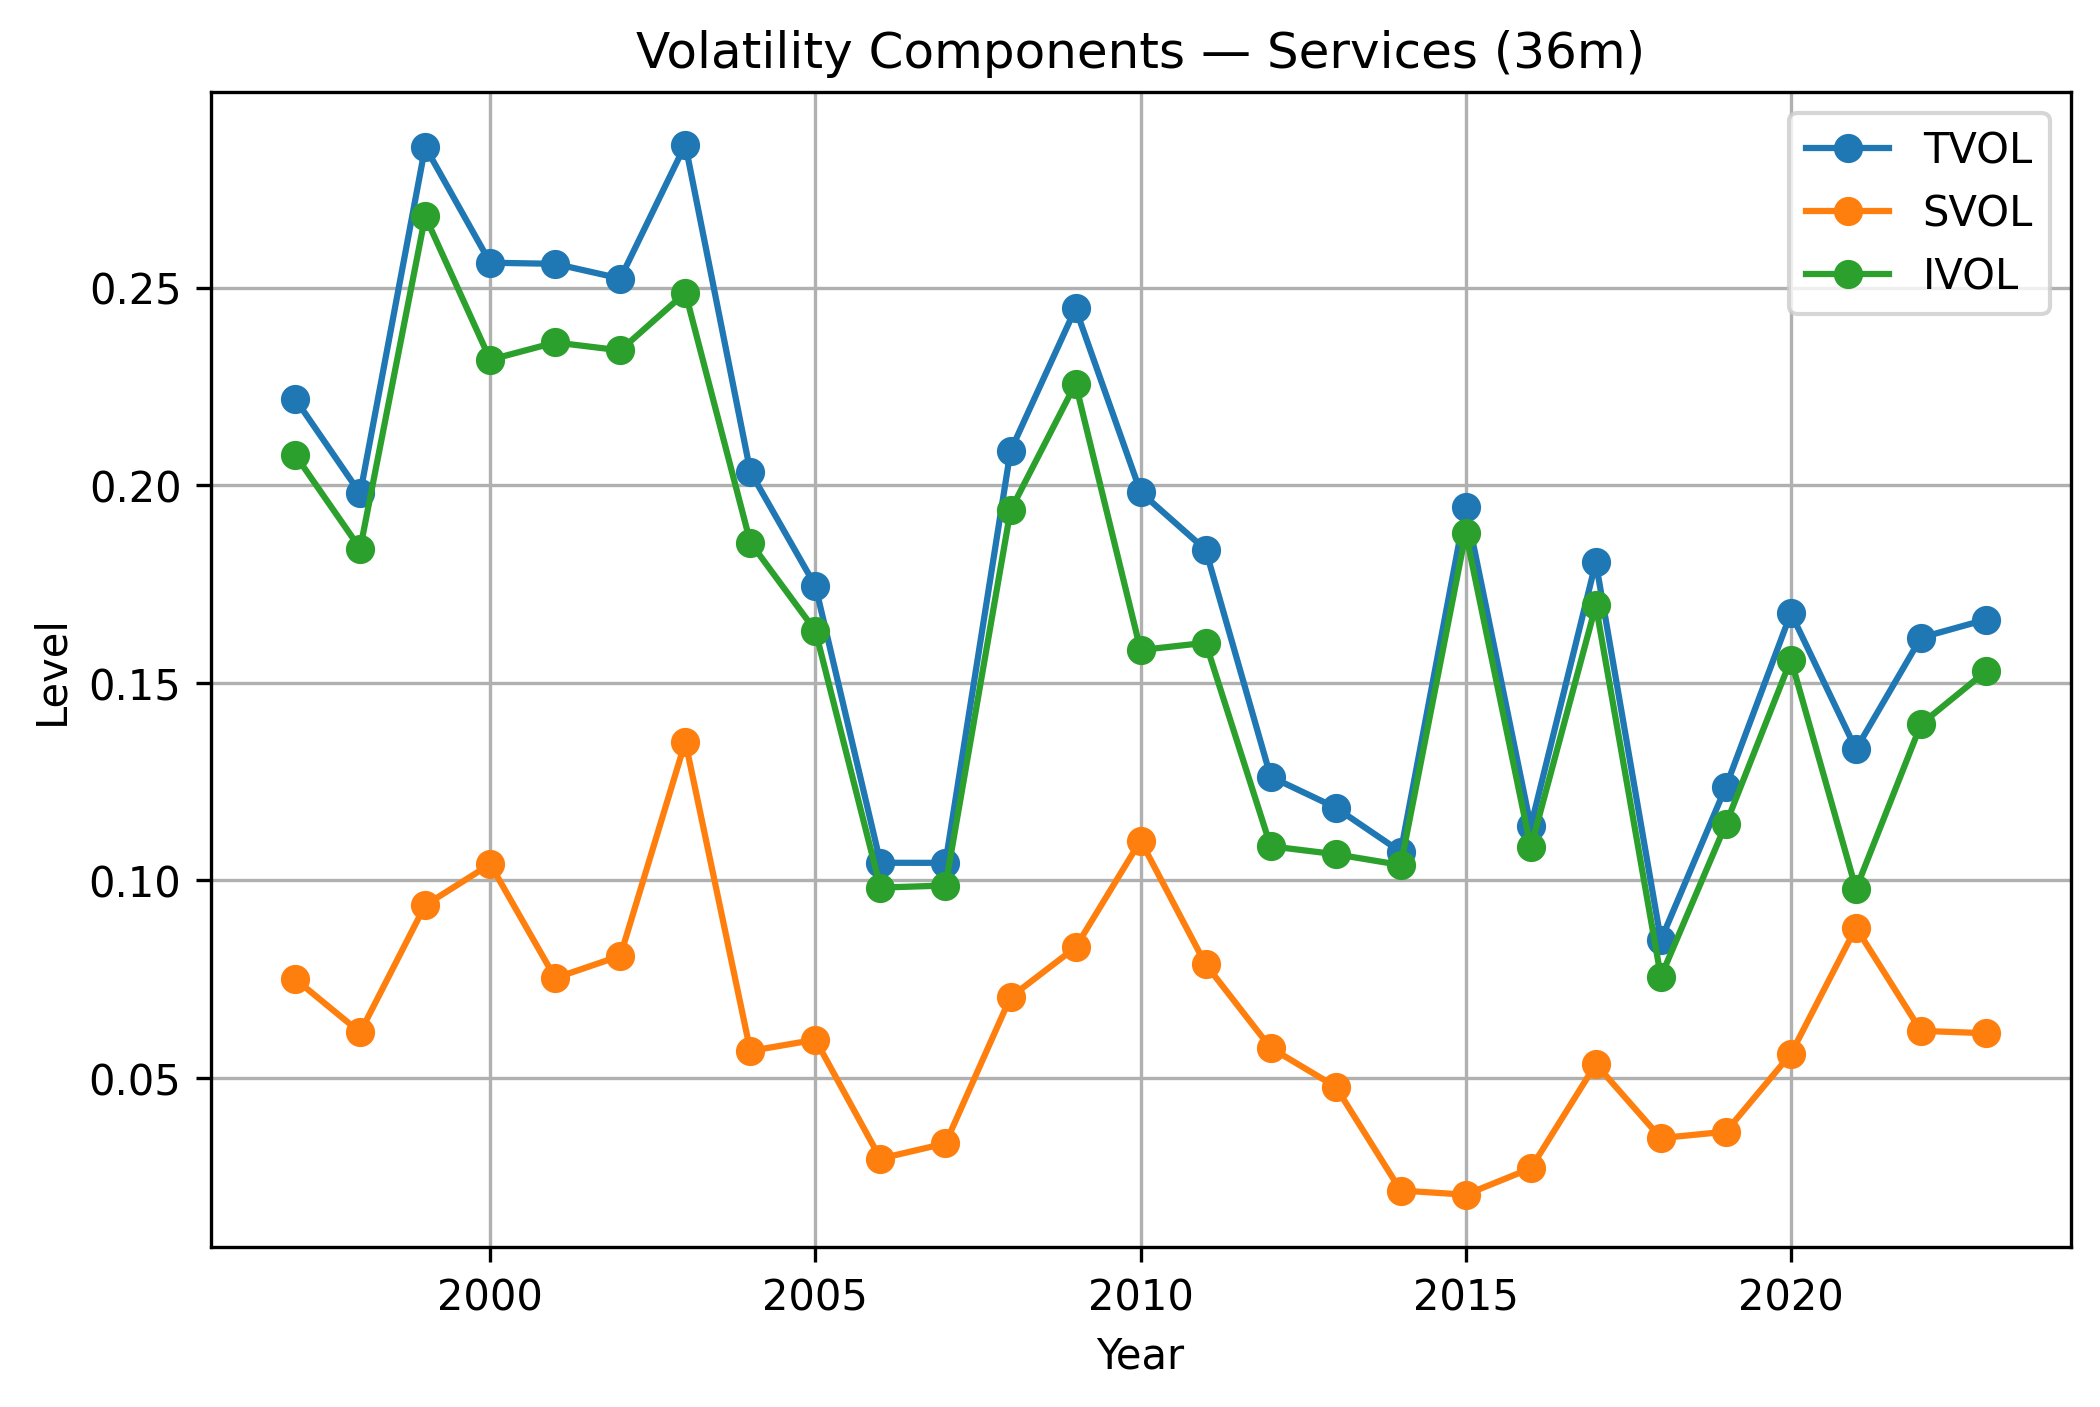 Volatility Components — Services (36m)
TVOL
SVOL
IVOL
0.25
0.20
0.15
0.10
0.05
Level
2000 2005 2010 2015 2020
Year